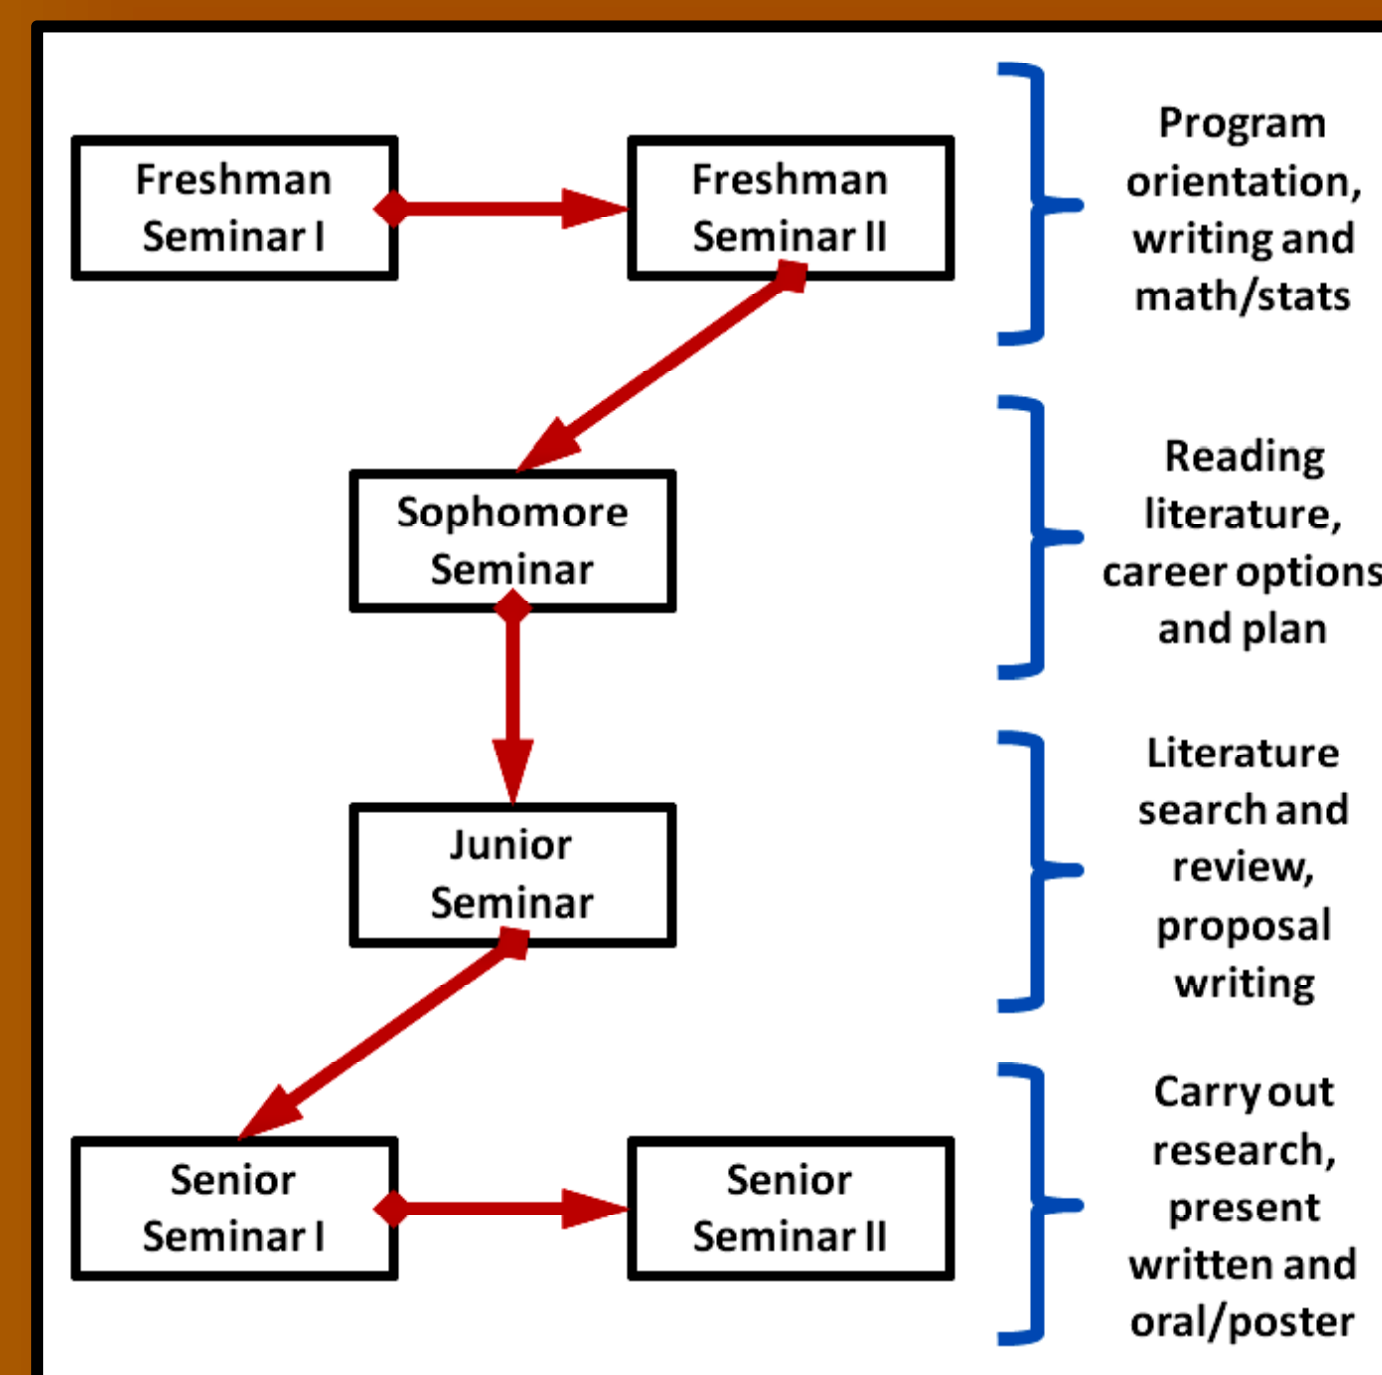 Freshman
Seminar I
Freshman
Seminar II
Program
orientation,
writing and
math/stats
Sophomore
Seminar
Reading
literature,
career options
and plan
Junior
Seminar
Literature
search and
review,
proposal
writing
Senior
Seminar I
Senior
Seminar II
Carry out
research,
present
written and
oral/poster